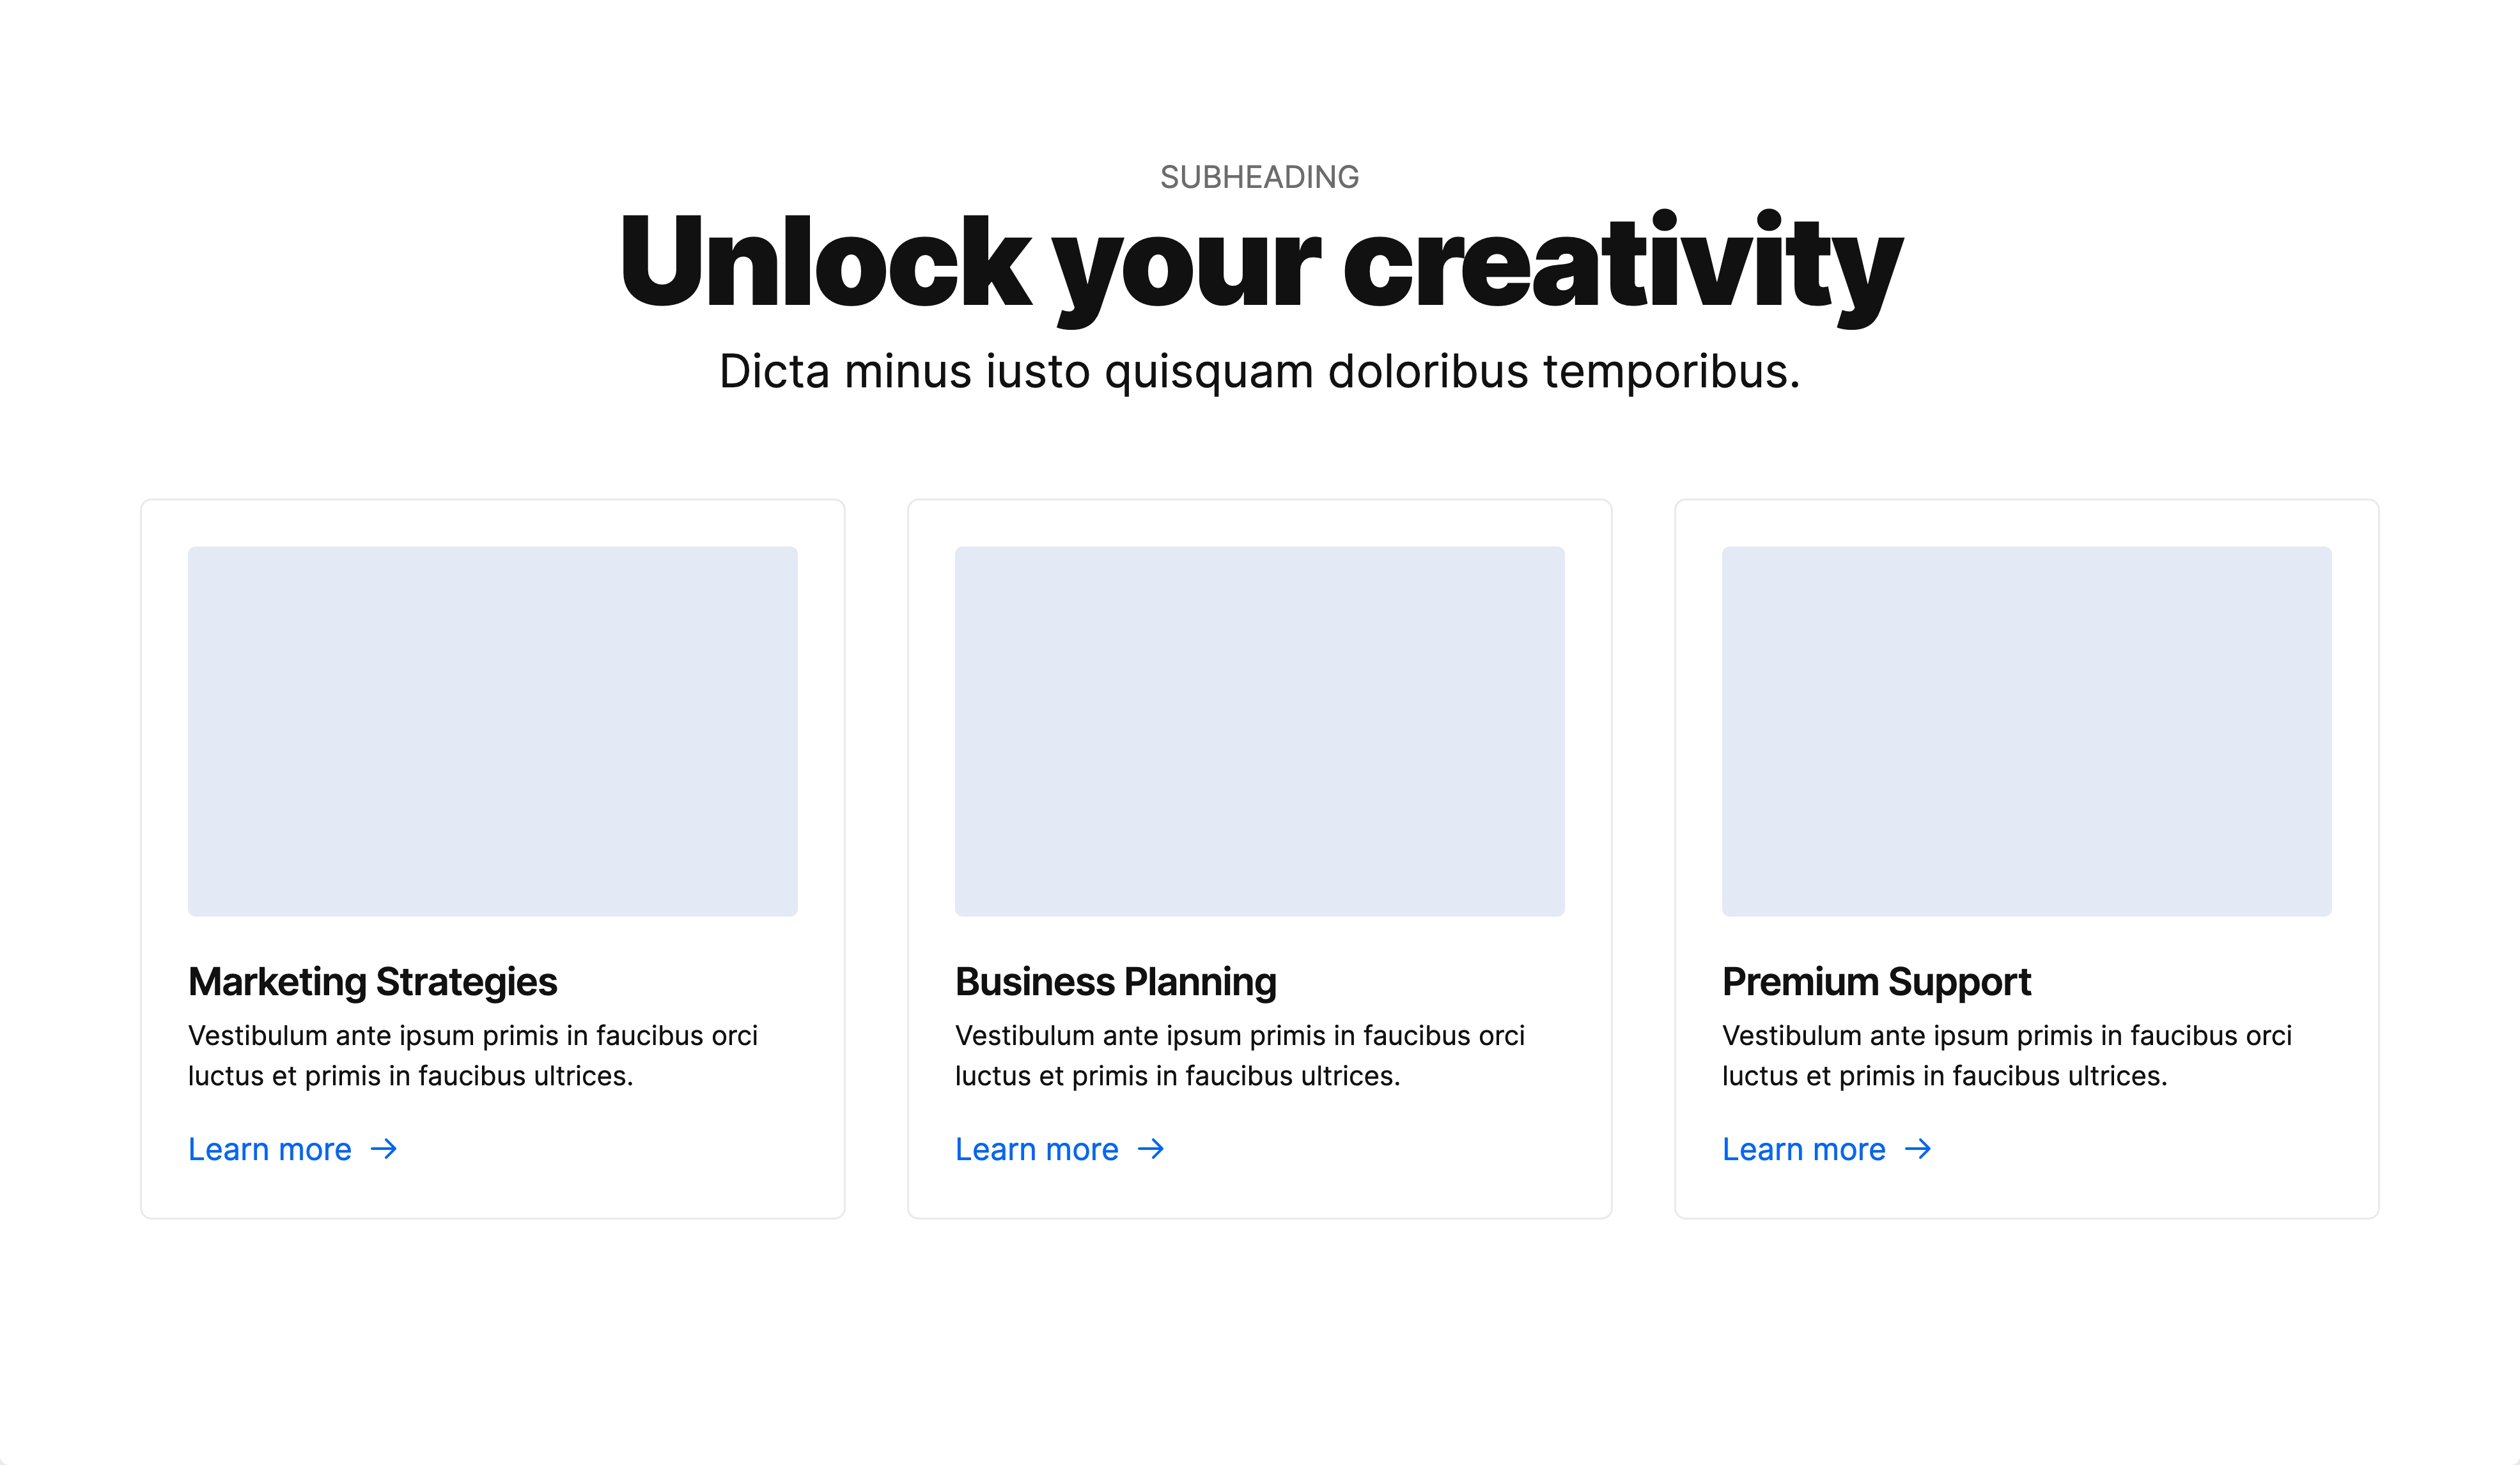 SUBHEADING
Unlock your creativity
Dicta minus iusto quisquam doloribus temporibus.
Marketing Strategies
Vestibulum ante ipsum primis in faucibus orci
luctus et primis in faucibus ultrices.
Learn more →
Business Planning
Vestibulum ante ipsum primis in faucibus orci
luctus et primis in faucibus ultrices.
Learn more →
Premium Support
Vestibulum ante ipsum primis in faucibus orci
luctus et primis in faucibus ultrices.
Learn more →